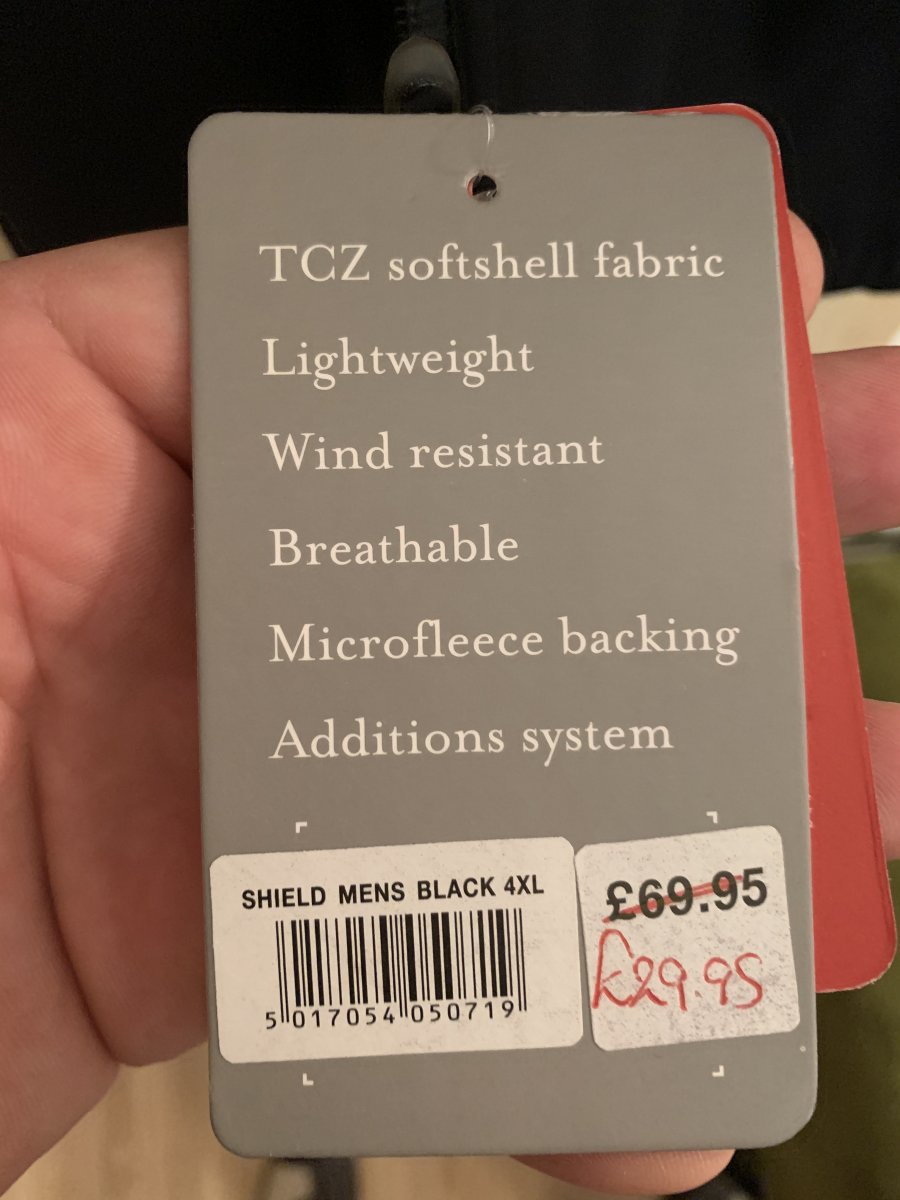 TCZ softshell fabric
Lightweight
Wind resistant
Breathable
Microfleece backing
Additions system
SHIELD MENS BLACK 4XL
5 017054 050719
£69.95
£29.95